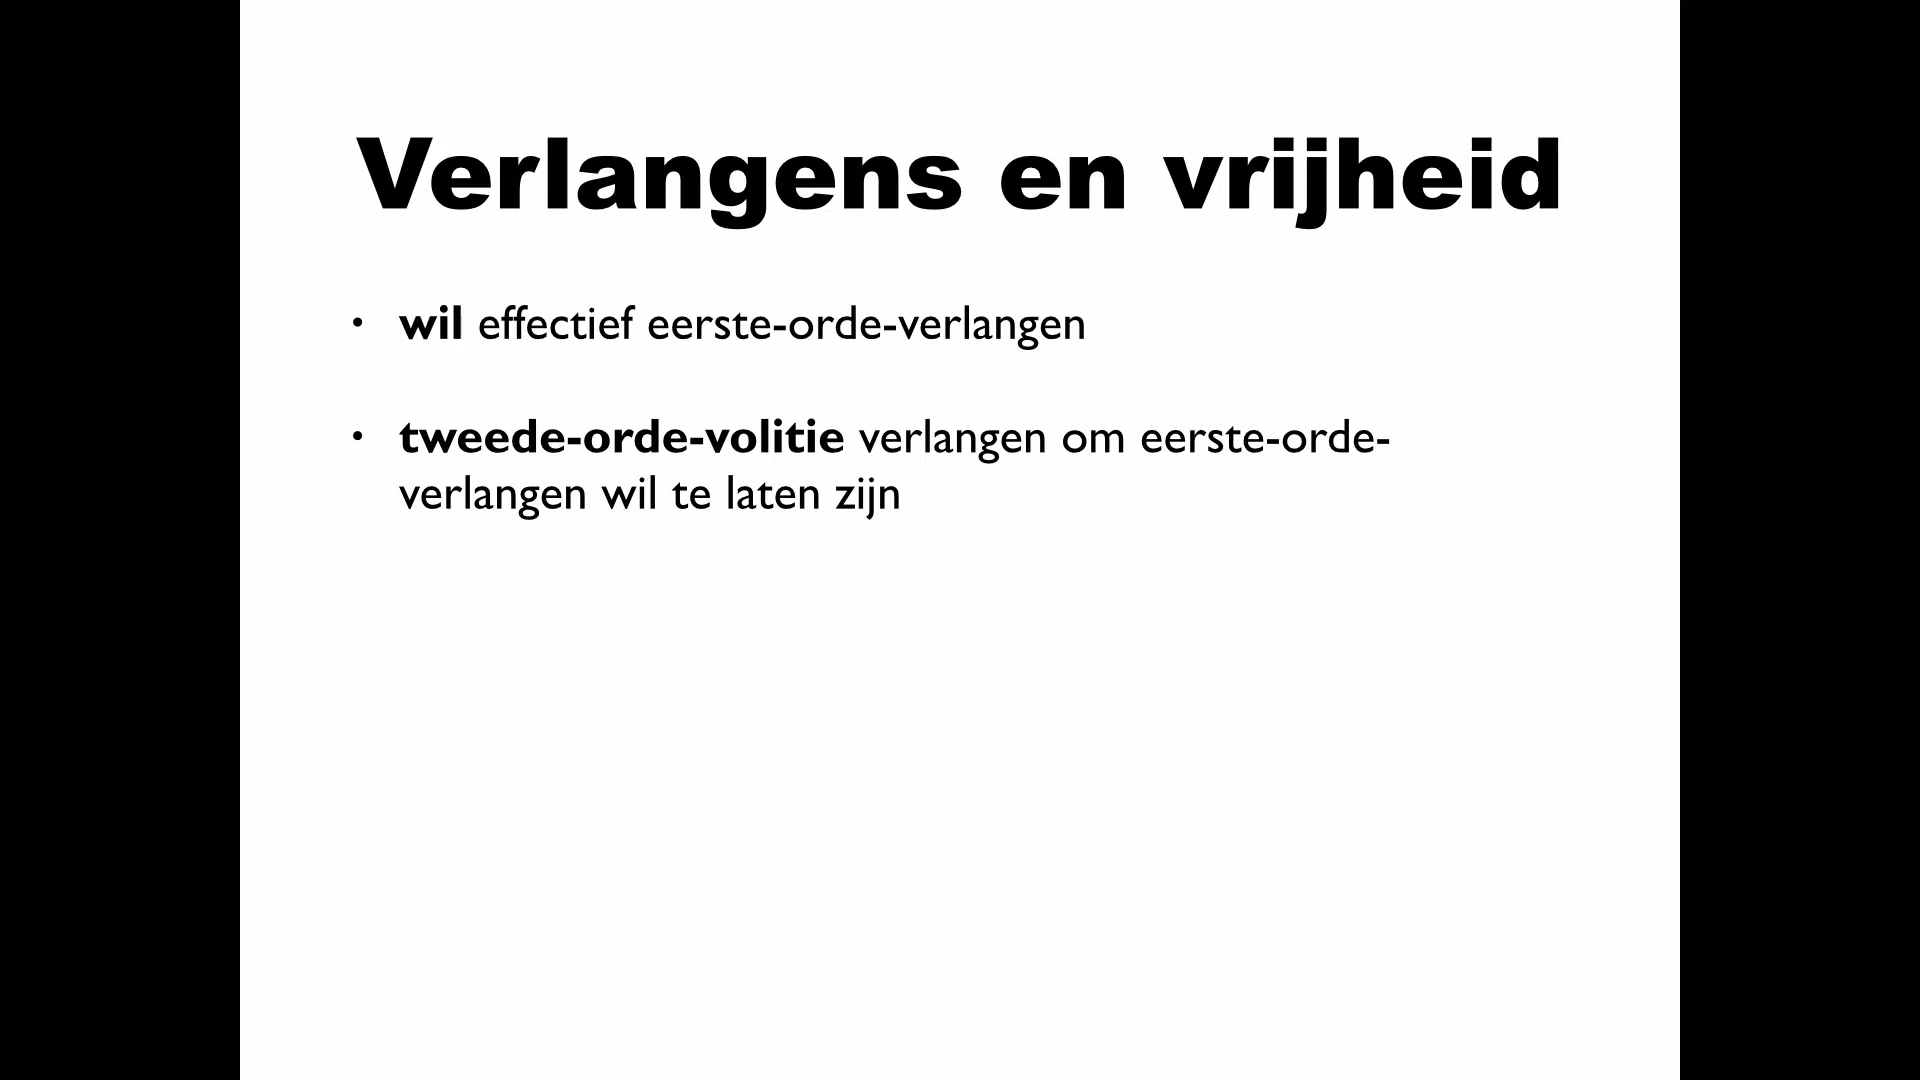 Verlangens en vrijheid
• wil effectief eerste-orde-verlangen
• tweede-orde-volitie verlangen om eerste-orde-
verlangen wil te laten zijn